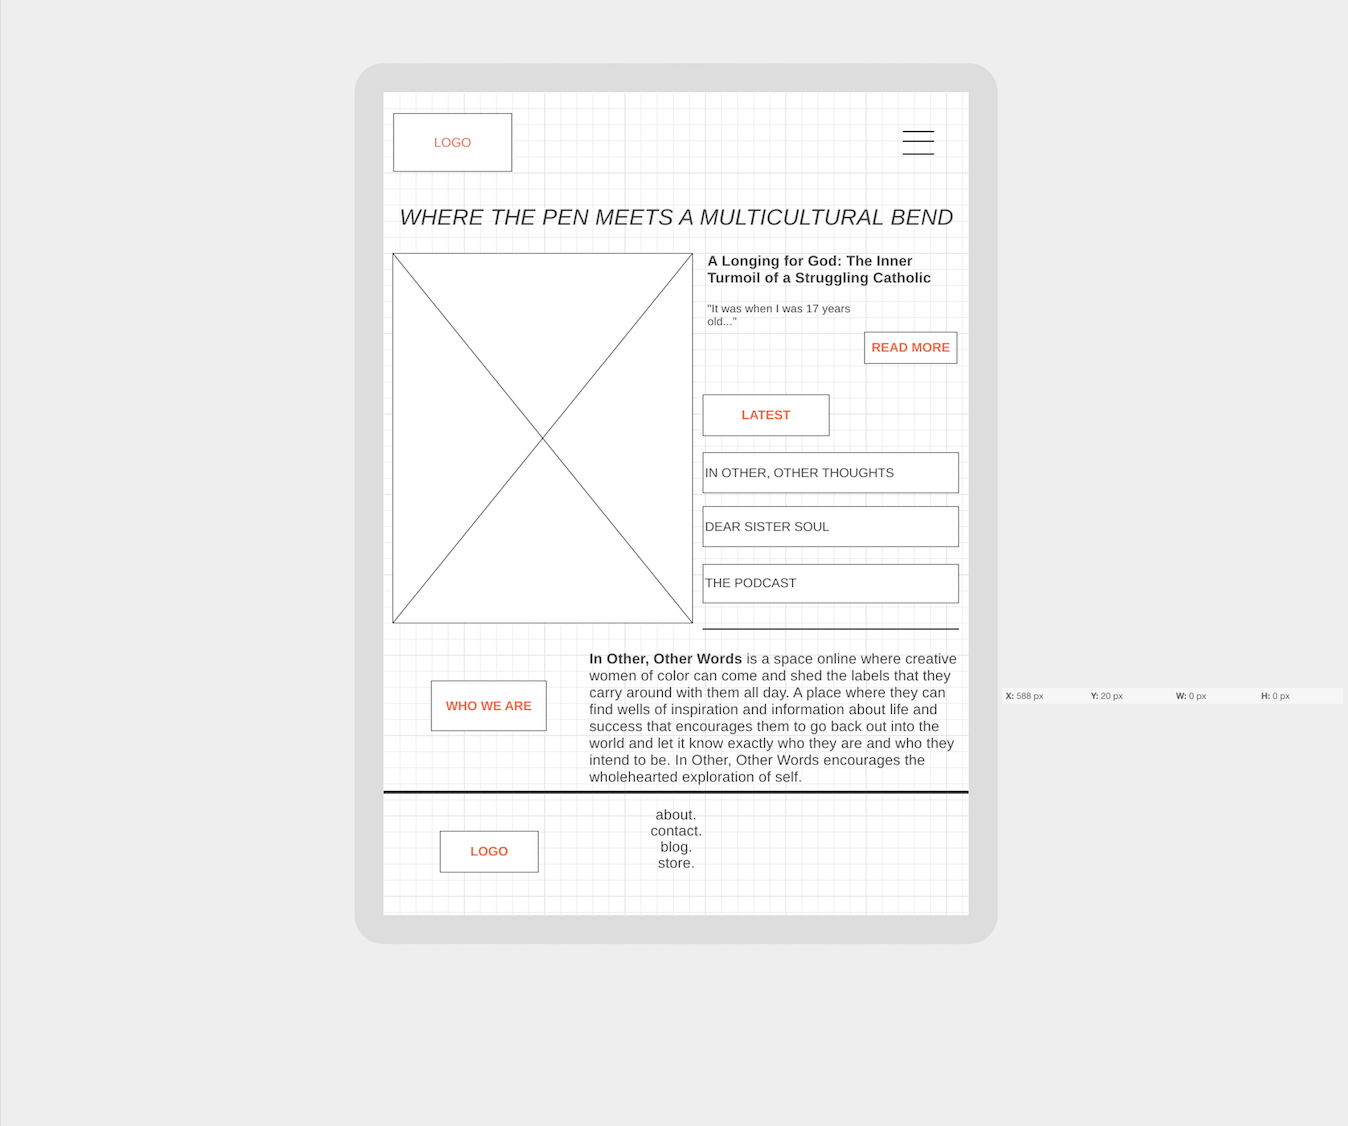 LOGO
WHERE THE PEN MEETS A MULTICULTURAL BEND
A Longing for God: The Inner
Turmoil of a Struggling Catholic
"It was when I was 17 years
old..."
READ MORE
LATEST
IN OTHER, OTHER THOUGHTS
DEAR SISTER SOUL
THE PODCAST
WHO WE ARE
In Other, Other Words is a space online where creative
women of color can come and shed the labels that they
carry around with them all day. A place where they can
find wells of inspiration and information about life and
success that encourages them to go back out into the
world and let it know exactly who they are and who they
intend to be. In Other, Other Words encourages the
wholehearted exploration of self.
X: 588 px Y: 20 px W: 0 px H: 0 px
LOGO
about.
contact.
blog.
store.